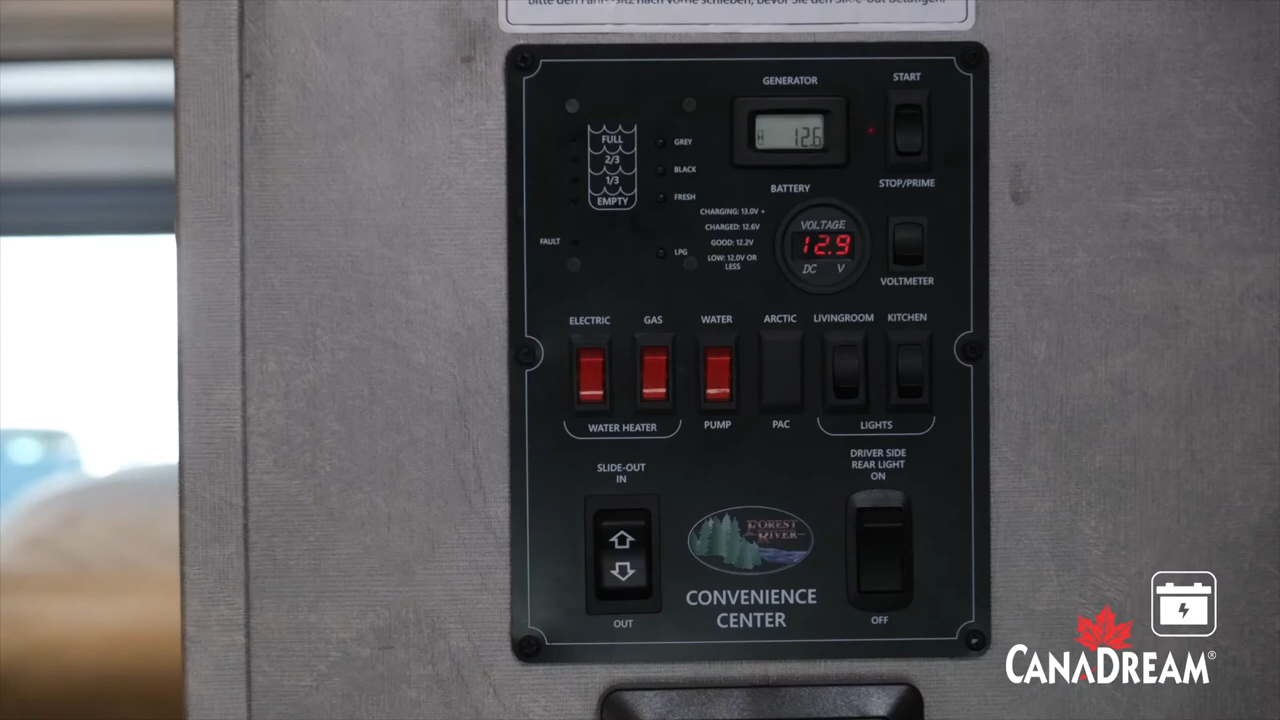 Bitte den Fahrersitz nach vorne schieben, bevor Sie den Slide-out betätigen.
GENERATOR
START
12.6
STOP/PRIME
FULL
2/3
1/3
EMPTY
GREY
BLACK
FRESH
FAULT
LPG
BATTERY
CHARGING: 13.0V +
CHARGED: 12.6V
GOOD: 12.2V
LOW: 12.0V OR
LESS
VOLTAGE
12.9
DC V
VOLTMETER
ELECTRIC
GAS
WATER
ARCTIC
LIVINGROOM
KITCHEN
WATER HEATER
PUMP
PAC
LIGHTS
SLIDE-OUT
IN
OUT
DRIVER SIDE
REAR LIGHT
ON
OFF
FOREST
RIVER
CONVENIENCE
CENTER
CANADREAM®